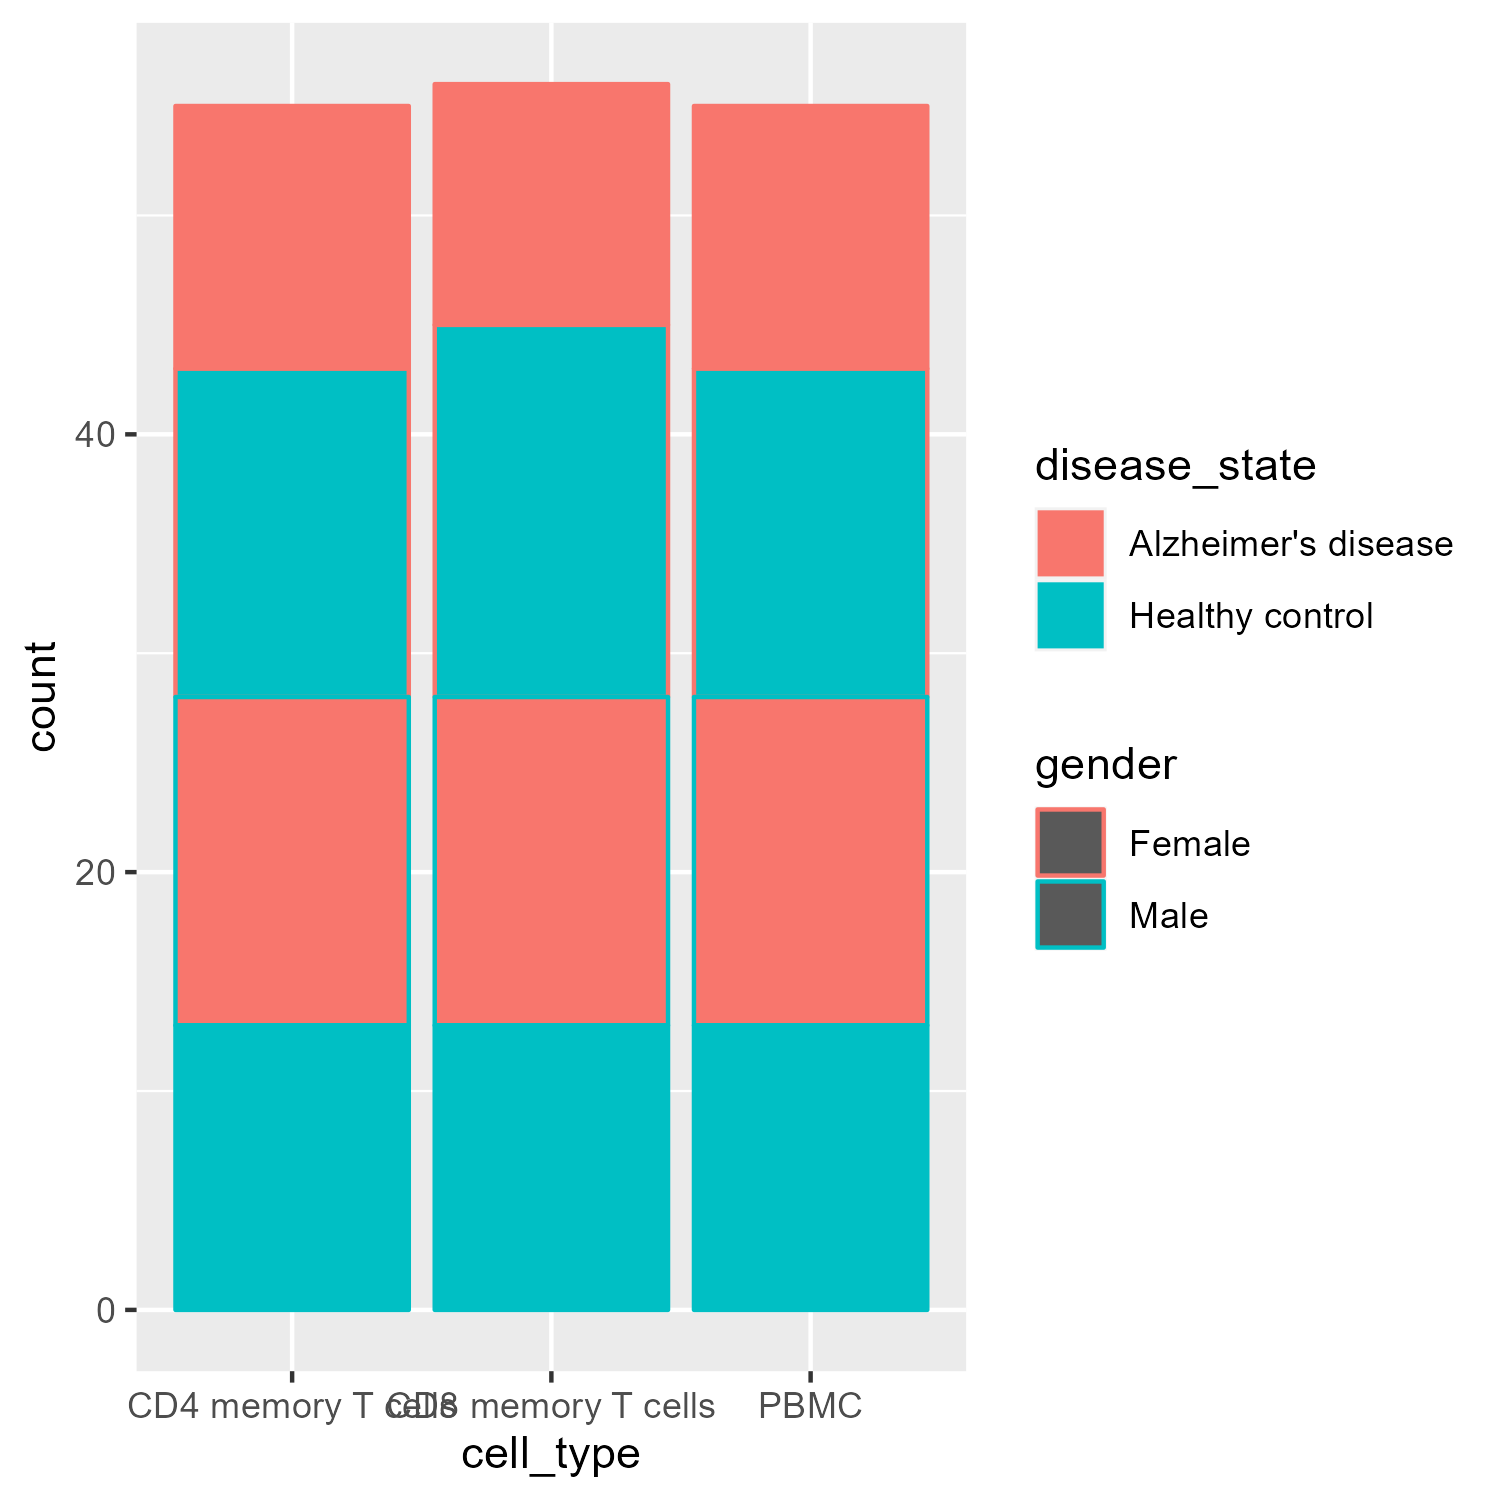 count
40
20
0
CD4 memory T cells
CD8 memory T cells
PBMC
cell_type
disease_state
Alzheimer's disease
Healthy control
gender
Female
Male